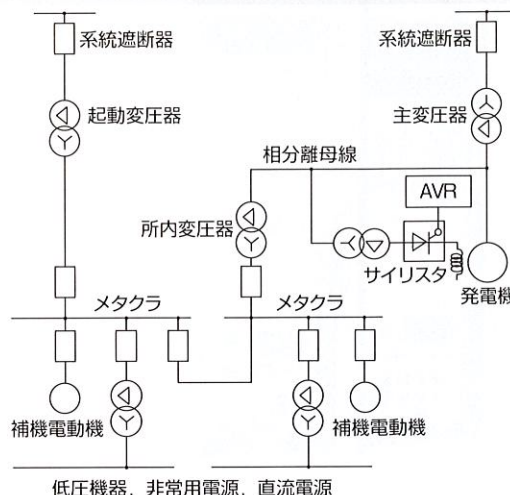 系統遮断器
系統遮断器
起動変圧器
主変圧器
相分離母線
AVR
所内変圧器
サイリスタ
発電機
メタクラ
メタクラ
補機電動機
補機電動機
低圧機器,非常用電源,直流電源